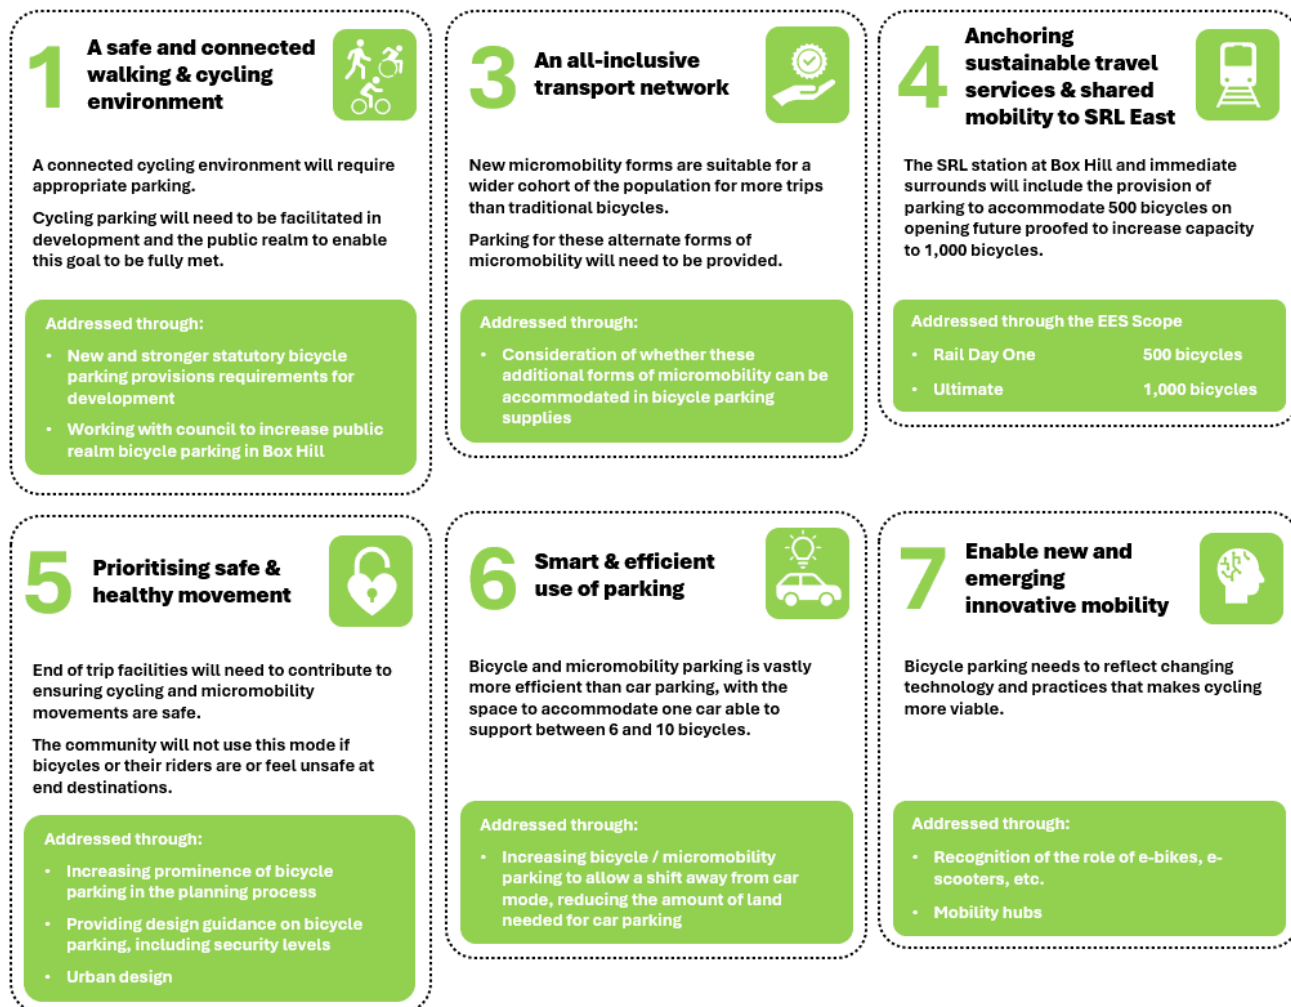 1
A safe and connected
walking & cycling
environment
A connected cycling environment will require
appropriate parking.
Cycling parking will need to be facilitated in
development and the public realm to enable
this goal to be fully met.
Addressed through:
• New and stronger statutory bicycle
parking provisions requirements for
development
• Working with council to increase public
realm bicycle parking in Box Hill
3
An all-inclusive
transport network
New micromobility forms are suitable for a
wider cohort of the population for more trips
than traditional bicycles.
Parking for these alternate forms of
micromobility will need to be provided.
Addressed through:
• Consideration of whether these
additional forms of micromobility can be
accommodated in bicycle parking
supplies
4
Anchoring
sustainable travel
services & shared
mobility to SRL East
The SRL station at Box Hill and immediate
surrounds will include the provision of
parking to accommodate 500 bicycles on
opening future proofed to increase capacity
to 1,000 bicycles.
Addressed through the EES Scope
• Rail Day One 500 bicycles
• Ultimate 1,000 bicycles
5
Prioritising safe &
healthy movement
End of trip facilities will need to contribute to
ensuring cycling and micromobility
movements are safe.
The community will not use this mode if
bicycles or their riders are or feel unsafe at
end destinations.
Addressed through:
• Increasing prominence of bicycle
parking in the planning process
• Providing design guidance on bicycle
parking, including security levels
• Urban design
6
Smart & efficient
use of parking
Bicycle and micromobility parking is vastly
more efficient than car parking, with the
space to accommodate one car able to
support between 6 and 10 bicycles.
Addressed through:
• Increasing bicycle / micromobility
parking to allow a shift away from car
mode, reducing the amount of land
needed for car parking
7
Enable new and
emerging
innovative mobility
Bicycle parking needs to reflect changing
technology and practices that makes cycling
more viable.
Addressed through:
• Recognition of the role of e-bikes, e-
scooters, etc.
• Mobility hubs